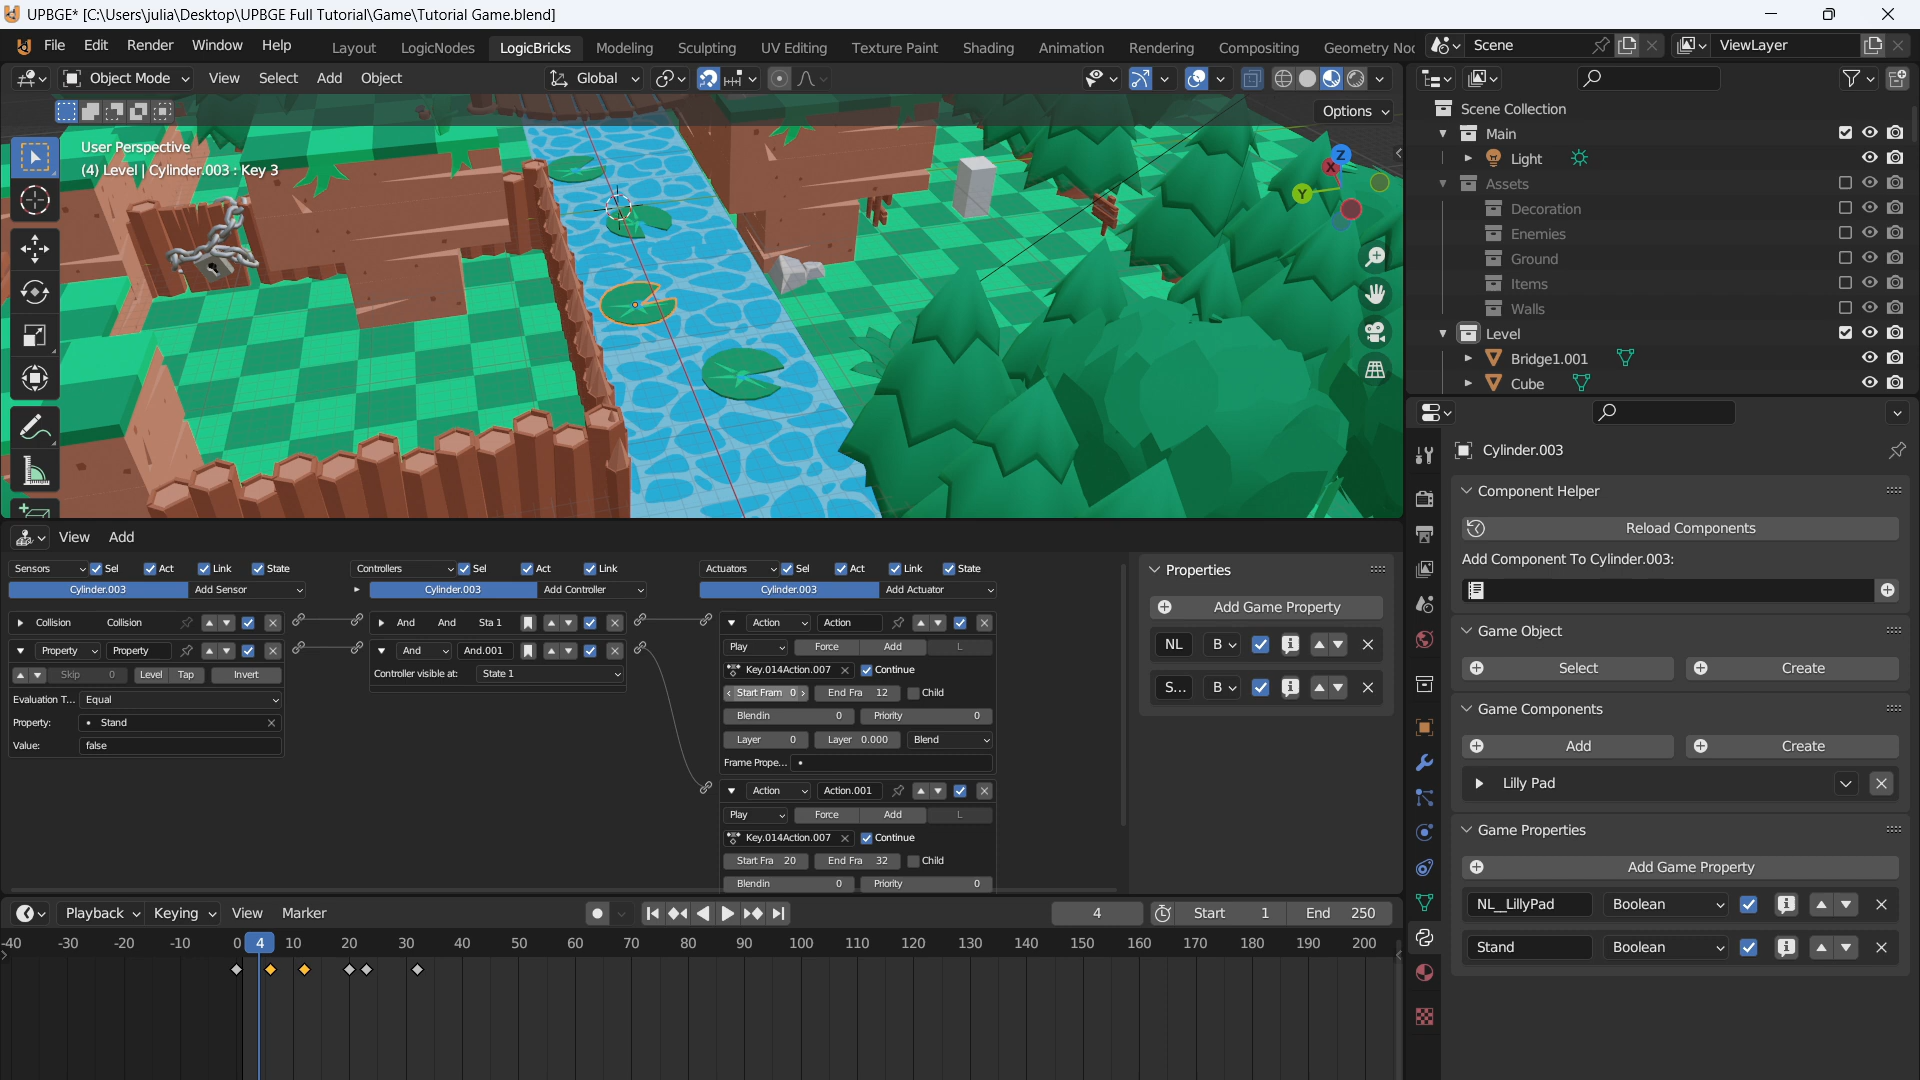 UPBGE* [C:\Users\julia\Desktop\UPBGE Full Tutorial\Game\Tutorial Game.blend]
File Edit Render Window Help Layout LogicNodes LogicBricks Modeling Sculpting UV Editing Texture Paint Shading Animation Rendering Compositing Geometry Noc Scene ViewLayer
Object Mode View Select Add Object Global
Options
User Perspective
(4) Level | Cylinder.003 : Key 3
Z
X
Y
Scene Collection
Main
Light
Assets
Decoration
Enemies
Ground
Items
Walls
Level
Bridge1.001
Cube
View Add
Sensors Sel Act Link State Controllers Sel Act Link Actuators Sel Act Link State
Cylinder.003 Add Sensor Cylinder.003 Add Controller Cylinder.003 Add Actuator
Collision Collision And And Sta 1 Action Action
Property Property And And.001 Play Force Add L
Skip 0 Level Tap Invert Controller visible at: State 1 Key.014Action.007 Continue
Evaluation T... Equal Start Fram 0 End Fra 12 Child
Property: Stand Blendin 0 Priority 0
Value: false Layer 0 Layer 0.000 Blend
Frame Prope...
Action Action.001
Play Force Add L
Key.014Action.007 Continue
Start Fra 20 End Fra 32 Child
Blendin 0 Priority 0
Properties
Add Game Property
NL B
S... B
Cylinder.003
Component Helper
Reload Components
Add Component To Cylinder.003:
Game Object
Select Create
Game Components
Add Create
Lilly Pad
Game Properties
Add Game Property
NL__LillyPad Boolean
Stand Boolean
Playback Keying View Marker 4 Start 1 End 250
-40 -30 -20 -10 0 4 10 20 30 40 50 60 70 80 90 100 110 120 130 140 150 160 170 180 190 200